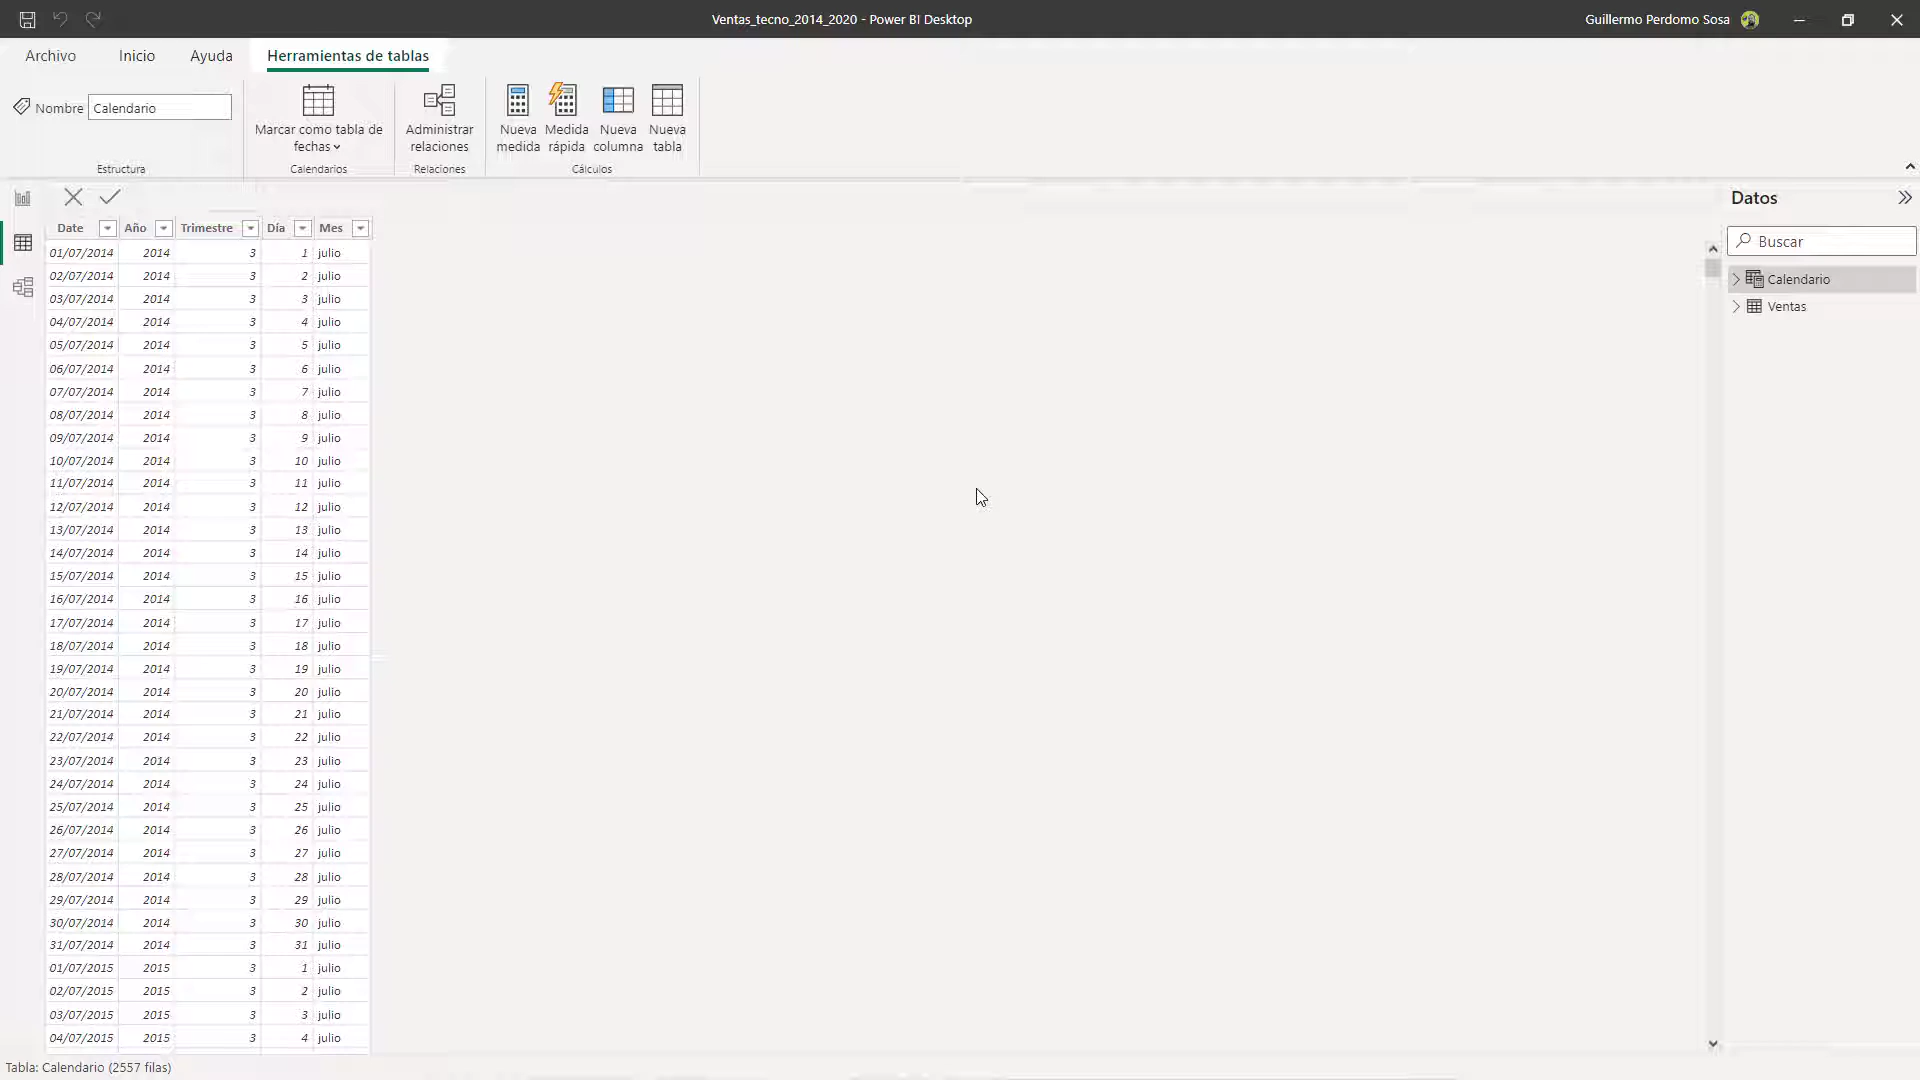 Ventas_tecno_2014_2020 - Power BI Desktop
Guillermo Perdomo Sosa
Archivo Inicio Ayuda Herramientas de tablas
Nombre Calendario
Marcar como tabla de fechas
Administrar relaciones
Nueva medida
Medida rápida
Nueva columna
Nueva tabla
Estructura Calendarios Relaciones Cálculos
Datos
Buscar
Calendario
Ventas
Date Año Trimestre Día Mes
01/07/2014 2014 3 1 julio
02/07/2014 2014 3 2 julio
03/07/2014 2014 3 3 julio
04/07/2014 2014 3 4 julio
05/07/2014 2014 3 5 julio
06/07/2014 2014 3 6 julio
07/07/2014 2014 3 7 julio
08/07/2014 2014 3 8 julio
09/07/2014 2014 3 9 julio
10/07/2014 2014 3 10 julio
11/07/2014 2014 3 11 julio
12/07/2014 2014 3 12 julio
13/07/2014 2014 3 13 julio
14/07/2014 2014 3 14 julio
15/07/2014 2014 3 15 julio
16/07/2014 2014 3 16 julio
17/07/2014 2014 3 17 julio
18/07/2014 2014 3 18 julio
19/07/2014 2014 3 19 julio
20/07/2014 2014 3 20 julio
21/07/2014 2014 3 21 julio
22/07/2014 2014 3 22 julio
23/07/2014 2014 3 23 julio
24/07/2014 2014 3 24 julio
25/07/2014 2014 3 25 julio
26/07/2014 2014 3 26 julio
27/07/2014 2014 3 27 julio
28/07/2014 2014 3 28 julio
29/07/2014 2014 3 29 julio
30/07/2014 2014 3 30 julio
31/07/2014 2014 3 31 julio
01/07/2015 2015 3 1 julio
02/07/2015 2015 3 2 julio
03/07/2015 2015 3 3 julio
04/07/2015 2015 3 4 julio
Tabla: Calendario (2557 filas)